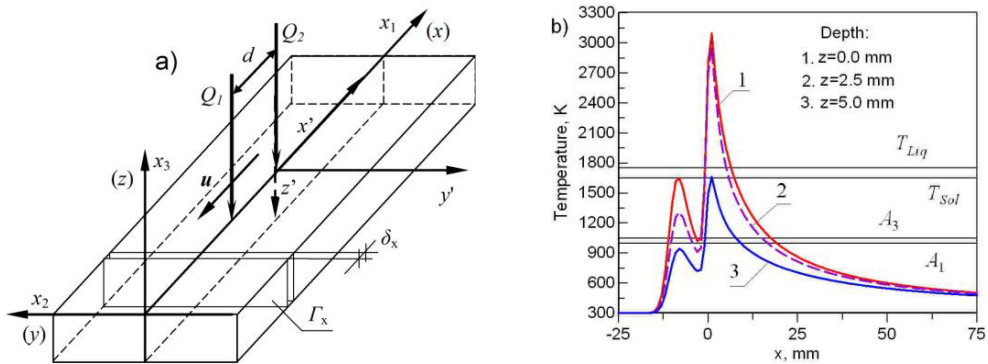 a)
x₁
(x)
Q₂
d
Q₁
x'
x₃
(z)
u
z'
y'
δₓ
x₂
(y)
Γₓ
b)
3300
3000
2700
2400
2100
1800
1500
1200
900
600
300
Temperature, K
Depth:
1. z=0.0 mm
2. z=2.5 mm
3. z=5.0 mm
1
T_Liq
T_Sol
2
A₃
3
A₁
-25 0 25 50 75
x, mm